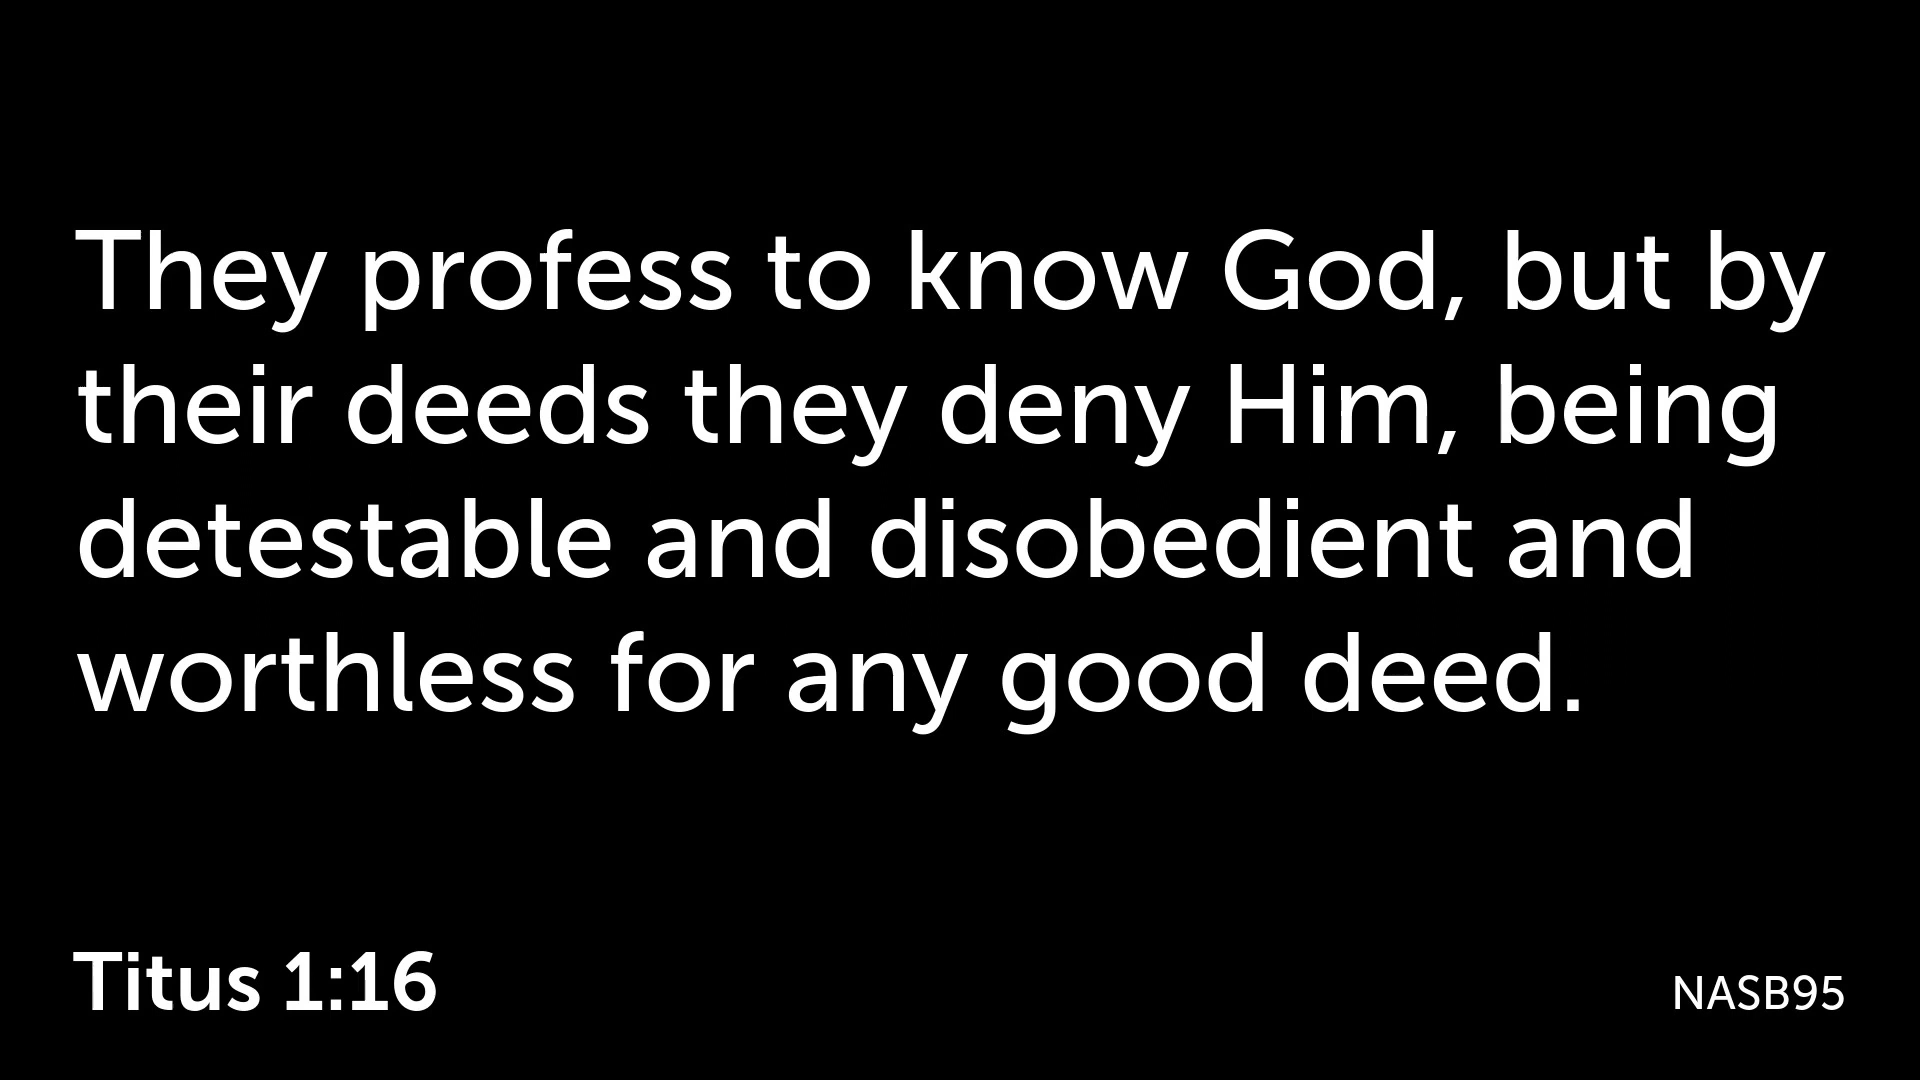 They profess to know God, but by
their deeds they deny Him, being
detestable and disobedient and
worthless for any good deed.
Titus 1:16
NASB95